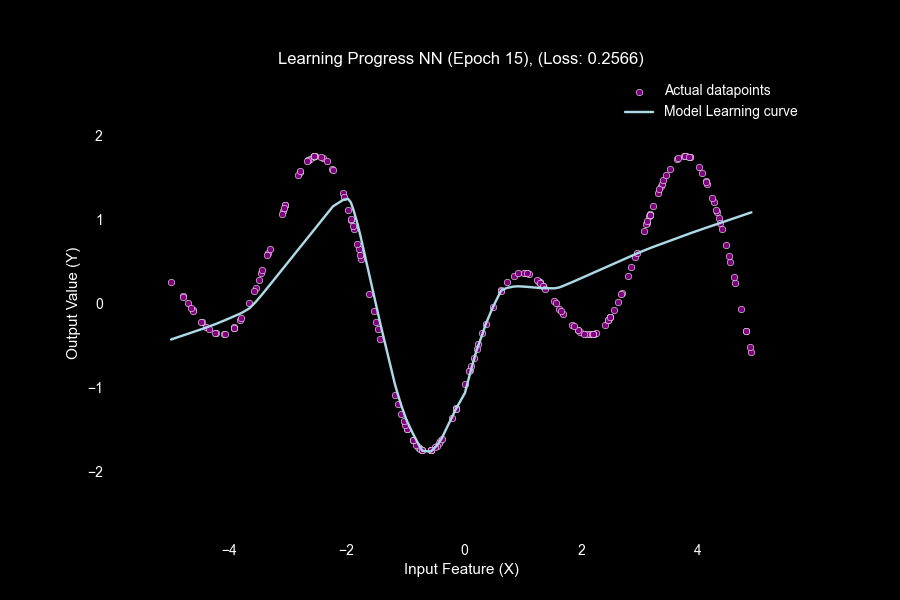 Learning Progress NN (Epoch 15), (Loss: 0.2566)
Actual datapoints
Model Learning curve
2
1
0
−1
−2
Output Value (Y)
−4
−2
0
2
4
Input Feature (X)